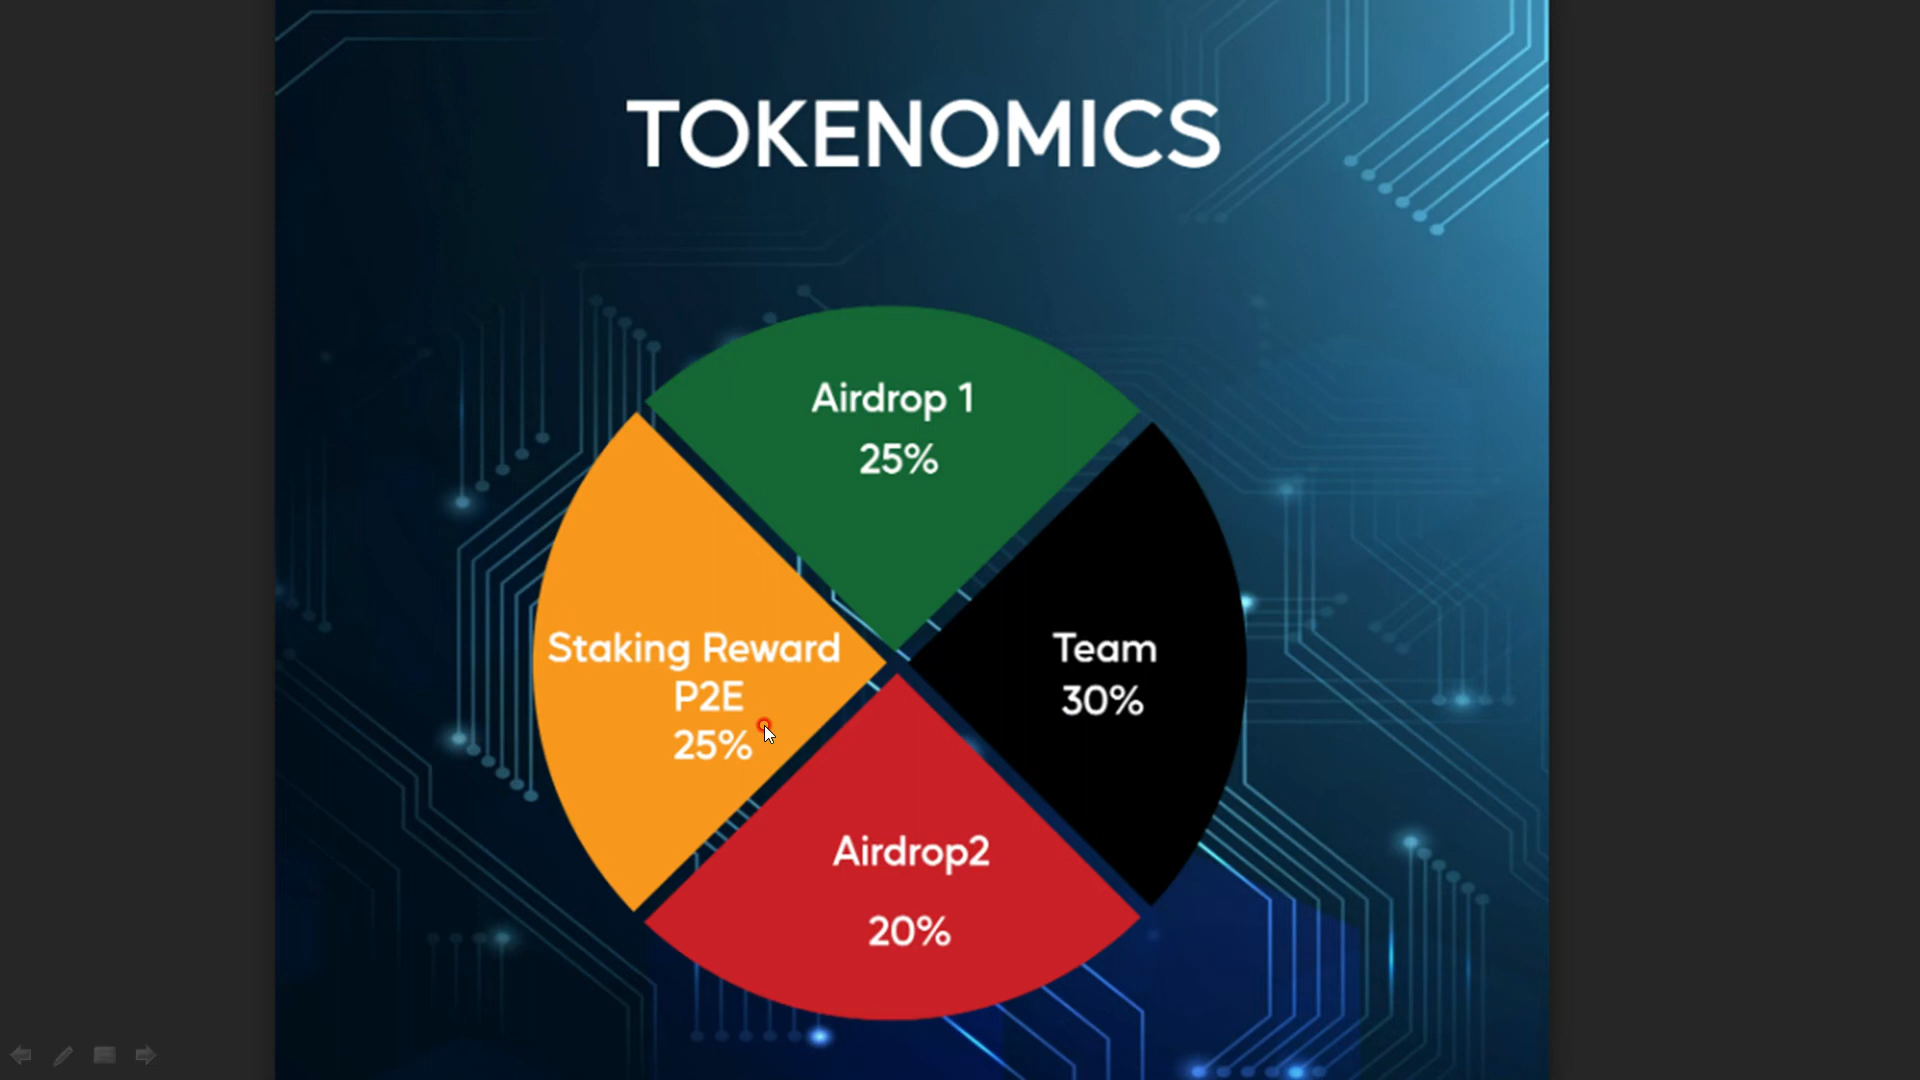 TOKENOMICS
Airdrop 1
25%
Staking Reward
P2E
25%
Team
30%
Airdrop2
20%